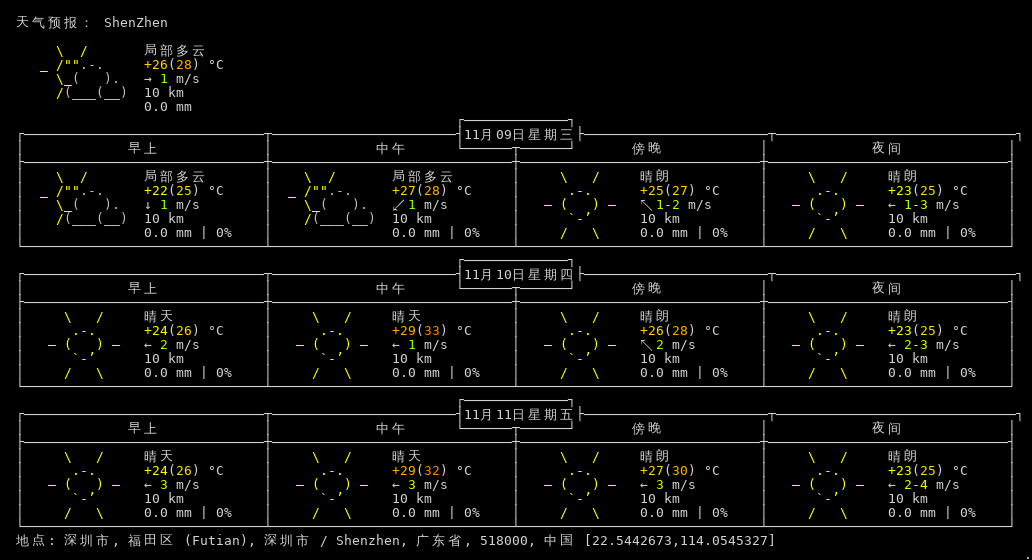 天气预报： ShenZhen
局部多云
+26(28) °C
→ 1 m/s
10 km
0.0 mm
11月09日星期三
早上 中午 傍晚 夜间
局部多云 局部多云 晴朗 晴朗
+22(25) °C +27(28) °C +25(27) °C +23(25) °C
↓ 1 m/s ↙ 1 m/s ↖ 1-2 m/s ← 1-3 m/s
10 km 10 km 10 km 10 km
0.0 mm | 0% 0.0 mm | 0% 0.0 mm | 0% 0.0 mm | 0%
11月10日星期四
早上 中午 傍晚 夜间
晴天 晴天 晴朗 晴朗
+24(26) °C +29(33) °C +26(28) °C +23(25) °C
← 2 m/s ← 1 m/s ↖ 2 m/s ← 2-3 m/s
10 km 10 km 10 km 10 km
0.0 mm | 0% 0.0 mm | 0% 0.0 mm | 0% 0.0 mm | 0%
11月11日星期五
早上 中午 傍晚 夜间
晴天 晴天 晴朗 晴朗
+24(26) °C +29(32) °C +27(30) °C +23(25) °C
← 3 m/s ← 3 m/s ← 3 m/s ← 2-4 m/s
10 km 10 km 10 km 10 km
0.0 mm | 0% 0.0 mm | 0% 0.0 mm | 0% 0.0 mm | 0%
地点: 深圳市, 福田区 (Futian), 深圳市 / Shenzhen, 广东省, 518000, 中国 [22.5442673,114.0545327]